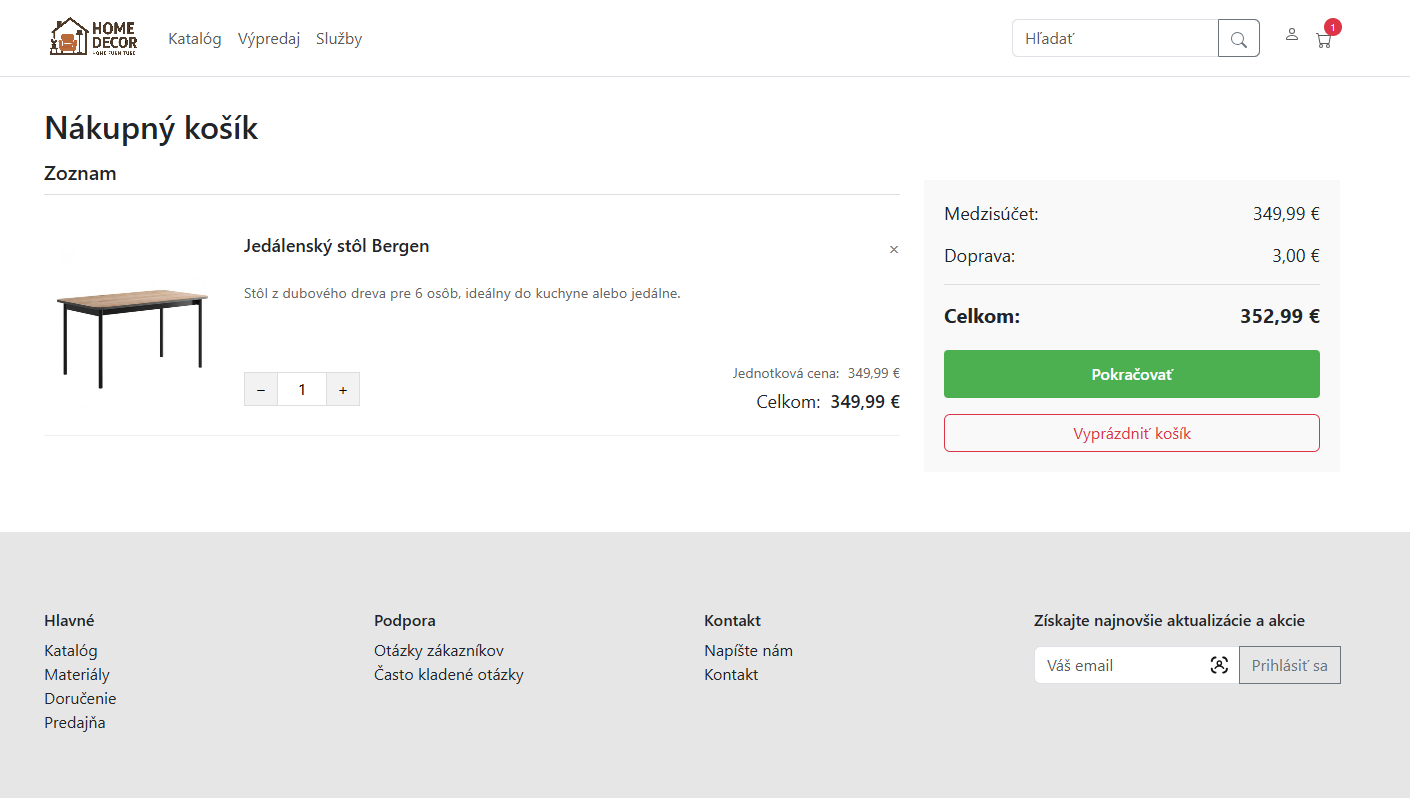 HOME
DECOR
Katalóg
Výpredaj
Služby
Hľadať
1
Nákupný košík
Zoznam
Jedálenský stôl Bergen
×
Stôl z dubového dreva pre 6 osôb, ideálny do kuchyne alebo jedálne.
− 1 +
Jednotková cena: 349,99 €
Celkom: 349,99 €
Medzisúčet: 349,99 €
Doprava: 3,00 €
Celkom: 352,99 €
Pokračovať
Vyprázdniť košík
Hlavné
Katalóg
Materiály
Doručenie
Predajňa
Podpora
Otázky zákazníkov
Často kladené otázky
Kontakt
Napíšte nám
Kontakt
Získajte najnovšie aktualizácie a akcie
Váš email
Prihlásiť sa